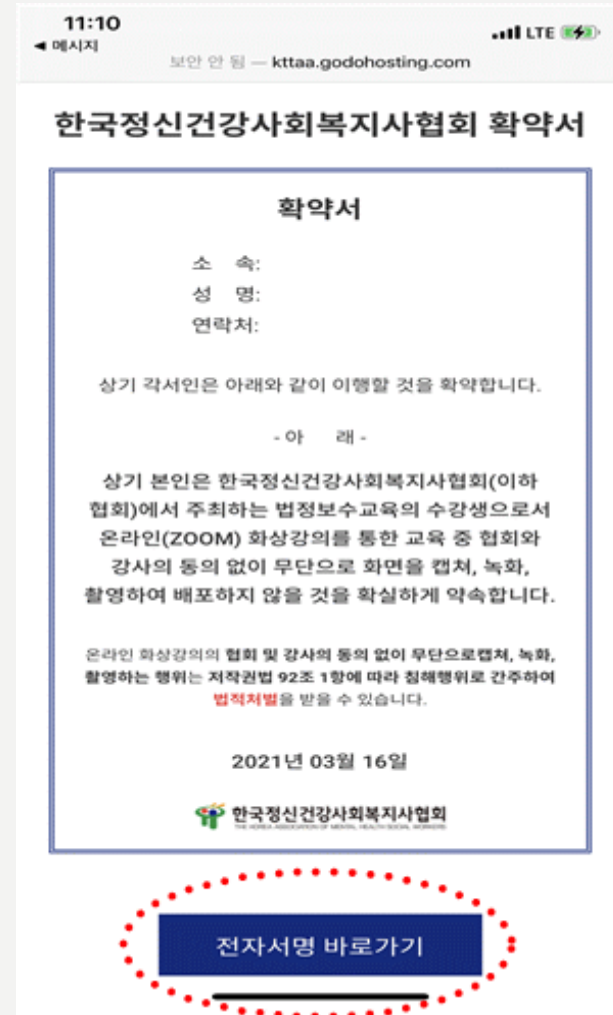 11:10
LTE
◀ 메시지
보안 안 됨 — kttaa.godohosting.com
한국정신건강사회복지사협회 확약서
확약서
소 속:
성 명:
연락처:
상기 각서인은 아래와 같이 이행할 것을 확약합니다.
- 아 래 -
상기 본인은 한국정신건강사회복지사협회(이하
협회)에서 주최하는 법정보수교육의 수강생으로서
온라인(ZOOM) 화상강의를 통한 교육 중 협회와
강사의 동의 없이 무단으로 화면을 캡쳐, 녹화,
촬영하여 배포하지 않을 것을 확실하게 약속합니다.
온라인 화상강의의 협회 및 강사의 동의 없이 무단으로캡쳐, 녹화,
촬영하는 행위는 저작권법 92조 1항에 따라 침해행위로 간주하여
법적처벌을 받을 수 있습니다.
2021년 03월 16일
한국정신건강사회복지사협회
THE KOREA ASSOCIATION OF MENTAL HEALTH SOCIAL WORKERS
전자서명 바로가기